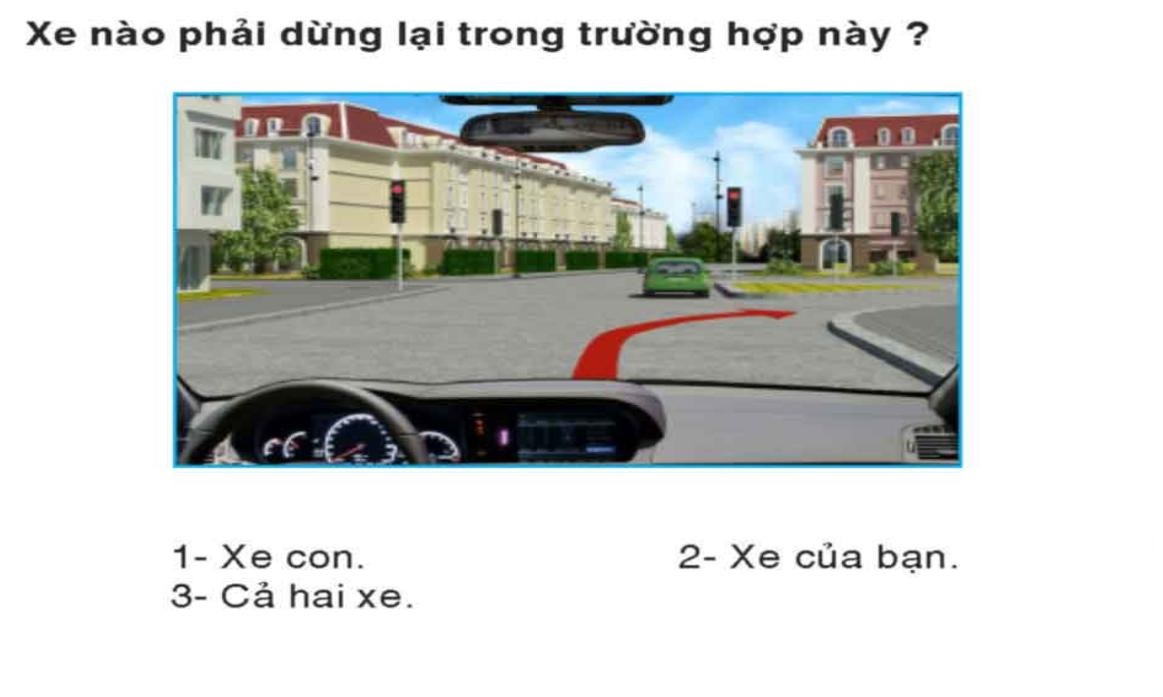 Xe nào phải dừng lại trong trường hợp này ?
1- Xe con.
2- Xe của bạn.
3- Cả hai xe.